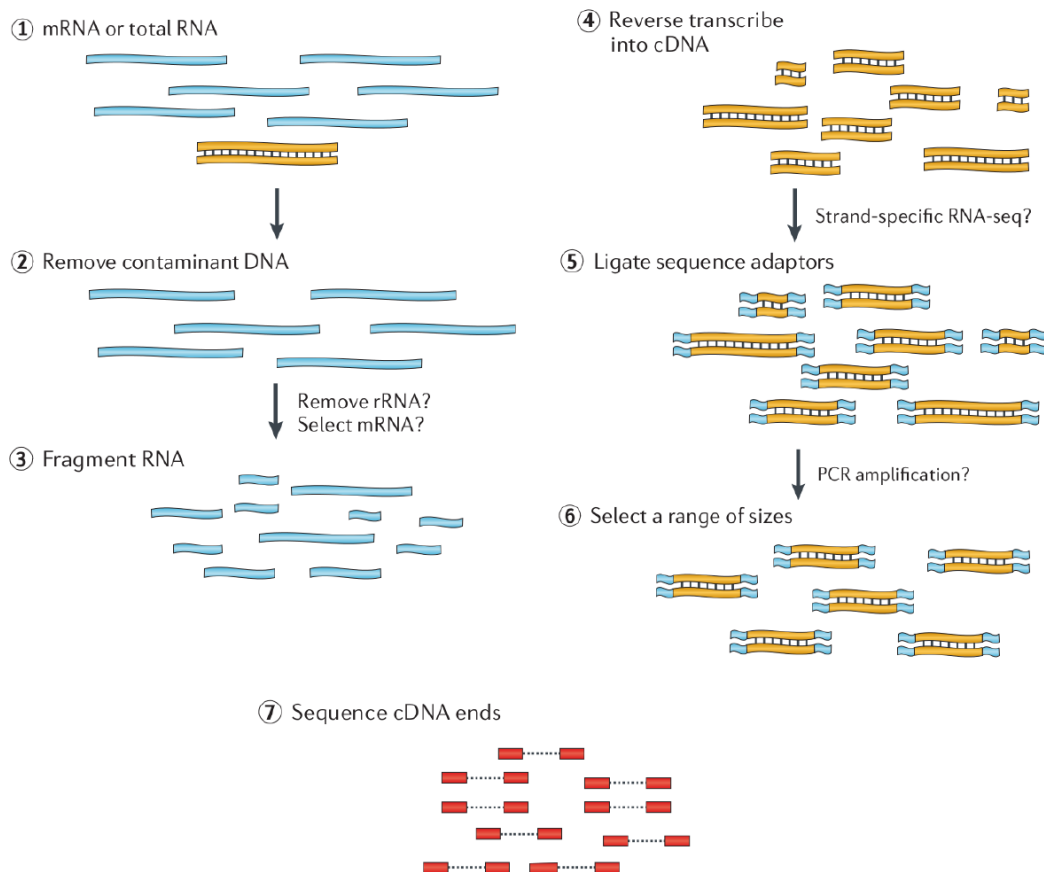 ① mRNA or total RNA
② Remove contaminant DNA
Remove rRNA?
Select mRNA?
③ Fragment RNA
④ Reverse transcribe
into cDNA
Strand-specific RNA-seq?
⑤ Ligate sequence adaptors
PCR amplification?
⑥ Select a range of sizes
⑦ Sequence cDNA ends